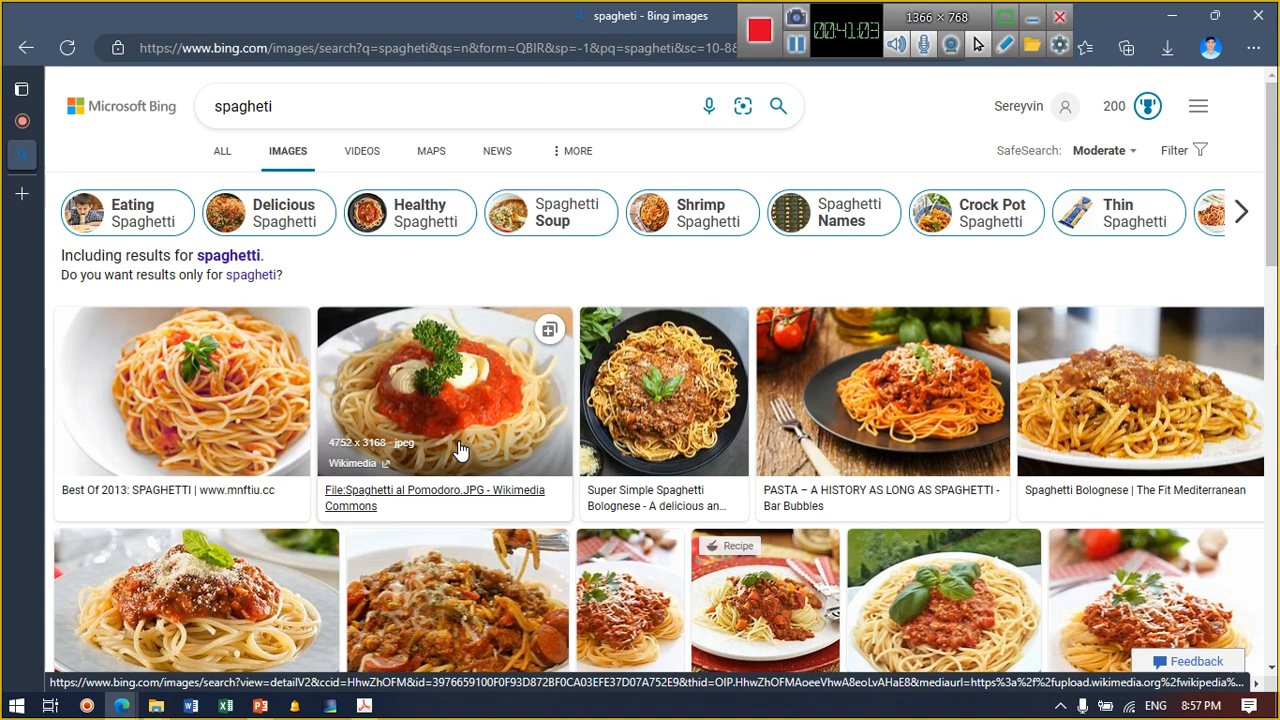 spagheti - Bing images
00:41.03
1366 × 768
https://www.bing.com/images/search?q=spagheti&qs=n&form=QBIR&sp=-1&pq=spagheti&sc=10-8&
Microsoft Bing
spagheti
Sereyvin
200
ALL
IMAGES
VIDEOS
MAPS
NEWS
MORE
SafeSearch: Moderate
Filter
Eating Spaghetti
Delicious Spaghetti
Healthy Spaghetti
Spaghetti Soup
Shrimp Spaghetti
Spaghetti Names
Crock Pot Spaghetti
Thin Spaghetti
Including results for spaghetti.
Do you want results only for spagheti?
4752 x 3168 · jpeg
Wikimedia
Best Of 2013: SPAGHETTI | www.mnftiu.cc
File:Spaghetti al Pomodoro.JPG - Wikimedia
Commons
Super Simple Spaghetti
Bolognese - A delicious an...
PASTA – A HISTORY AS LONG AS SPAGHETTI -
Bar Bubbles
Spaghetti Bolognese | The Fit Mediterranean
Recipe
Feedback
https://www.bing.com/images/search?view=detailV2&ccid=HhwZhOFM&id=3976659100F0F93D872BF0CA03EFE37D07A752E9&thid=OIP.HhwZhOFMAoeeVhwA8eoLvAHaE8&mediaurl=https%3a%2f%2fupload.wikimedia.org%2fwikipedia%...
ENG
8:57 PM